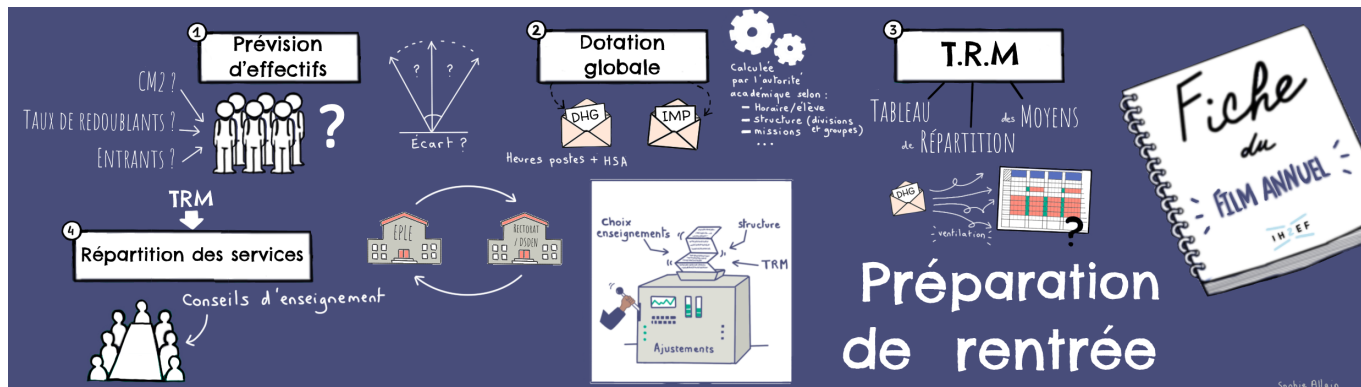 1
Prévision
d'effectifs
CM2 ?
TAUX DE REDOUBLANTS ?
ENTRANTS ?
?
? ?
Écart ?
2
Dotation
globale
DHG
IMP
Heures postes + HSA
Calculée
par l'autorité
académique selon :
– Horaire/élève
– structure (divisions
et groupes)
– missions
...
3
T.R.M
TABLEAU
de RÉPARTITION
des MOYENS
DHG
ventilation
?
Fiche
du
FILM ANNUEL
IH2EF
TRM
4
Répartition des services
Conseils d'enseignement
EPLE
RECTORAT
/ DSDEN
Choix
enseignements
structure
TRM
Ajustements
Préparation
de rentrée
Sophie Allain